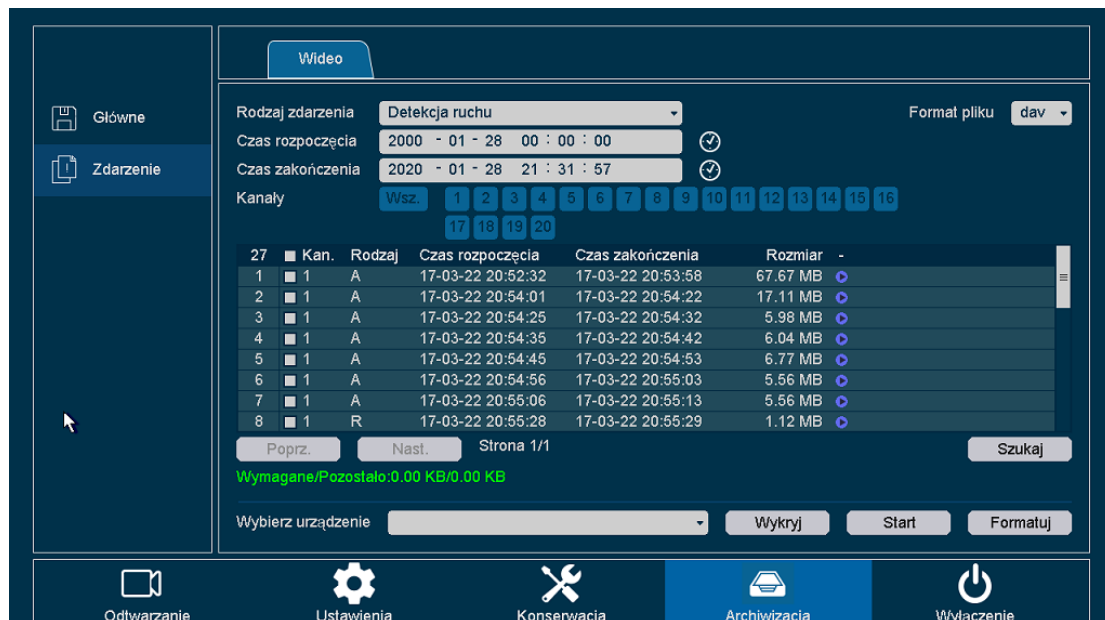 Wideo
Główne
Zdarzenie
Rodzaj zdarzenia Detekcja ruchu Format pliku dav
Czas rozpoczęcia 2000 - 01 - 28 00 : 00 : 00
Czas zakończenia 2020 - 01 - 28 21 : 31 : 57
Kanały Wsz. 1 2 3 4 5 6 7 8 9 10 11 12 13 14 15 16
17 18 19 20
27 Kan. Rodzaj Czas rozpoczęcia Czas zakończenia Rozmiar -
1 1 A 17-03-22 20:52:32 17-03-22 20:53:58 67.67 MB
2 1 A 17-03-22 20:54:01 17-03-22 20:54:22 17.11 MB
3 1 A 17-03-22 20:54:25 17-03-22 20:54:32 5.98 MB
4 1 A 17-03-22 20:54:35 17-03-22 20:54:42 6.04 MB
5 1 A 17-03-22 20:54:45 17-03-22 20:54:53 6.77 MB
6 1 A 17-03-22 20:54:56 17-03-22 20:55:03 5.56 MB
7 1 A 17-03-22 20:55:06 17-03-22 20:55:13 5.56 MB
8 1 R 17-03-22 20:55:28 17-03-22 20:55:29 1.12 MB
Poprz. Nast. Strona 1/1 Szukaj
Wymagane/Pozostało:0.00 KB/0.00 KB
Wybierz urządzenie Wykryj Start Formatuj
Odtwarzanie Ustawienia Konserwacja Archiwizacja Wyłączenie